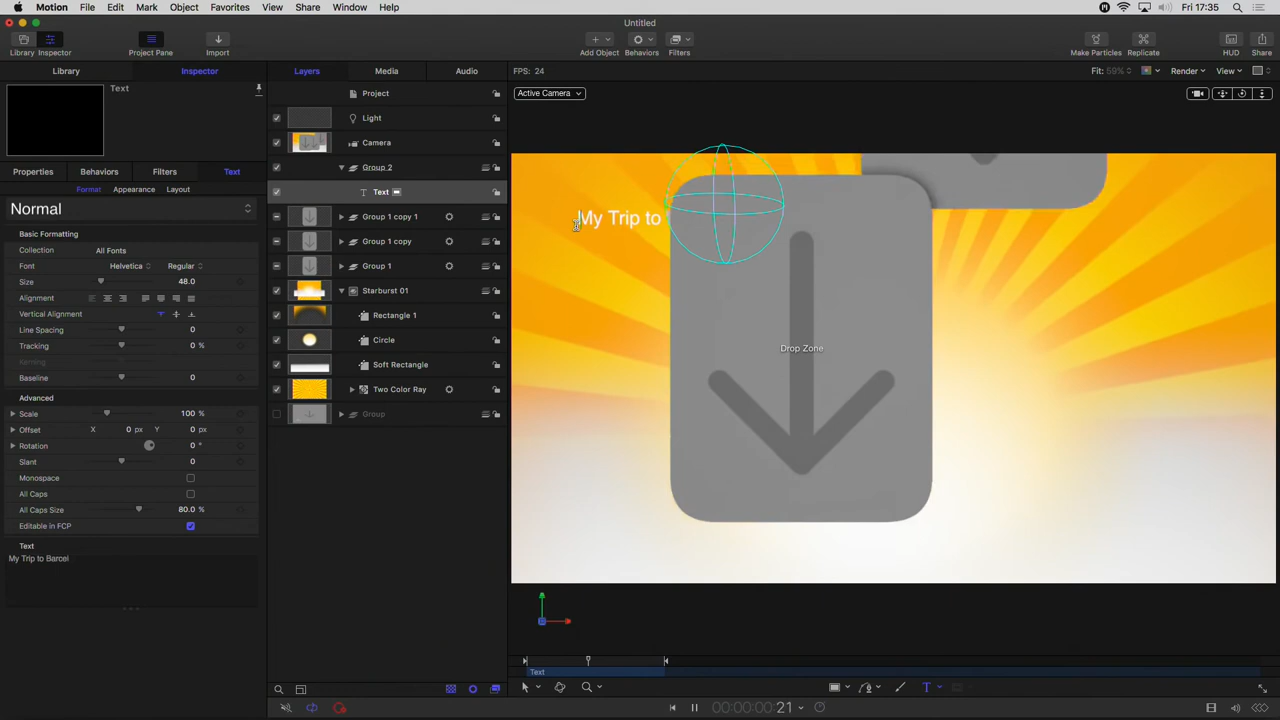 Motion File Edit Mark Object Favorites View Share Window Help Fri 17:35
Untitled
Library Inspector Project Pane Import Add Object Behaviors Filters Make Particles Replicate HUD Share
Library Inspector Layers Media Audio FPS: 24 Fit: 59% Render View
Text
Project
Active Camera
Light
Camera
Properties Behaviors Filters Text
Group 2
Format Appearance Layout
Text
Normal
Group 1 copy 1
My Trip to
Basic Formatting
Group 1 copy
Collection All Fonts
Font Helvetica Regular
Group 1
Size 48.0
Starburst 01
Alignment
Vertical Alignment
Rectangle 1
Line Spacing 0
Circle
Tracking 0 %
Drop Zone
Kerning
Soft Rectangle
Baseline 0
Two Color Ray
Advanced
Scale 100 %
Group
Offset X 0 px Y 0 px
Rotation 0 °
Slant 0
Monospace
All Caps
All Caps Size 80.0 %
Editable in FCP
Text
My Trip to Barcel
Text
00:00:00:21